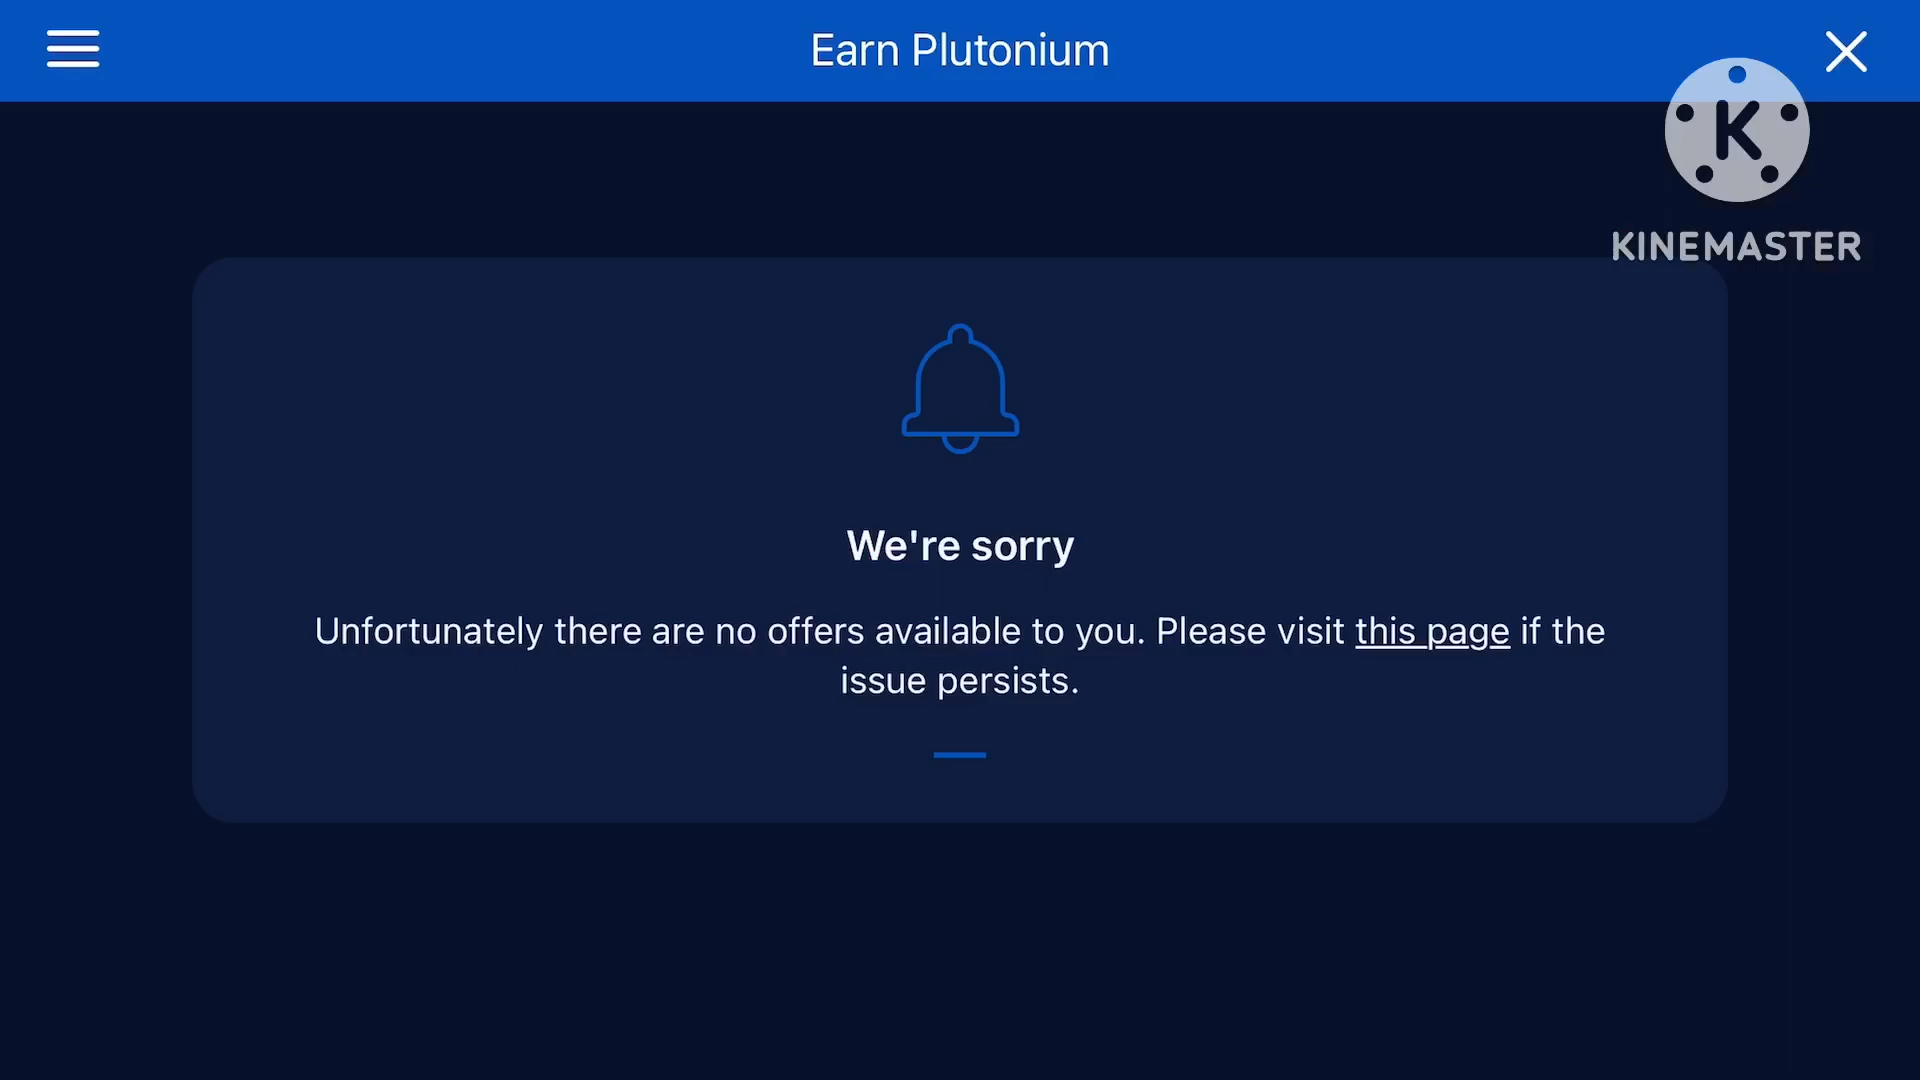 Earn Plutonium
K
KINEMASTER
We're sorry
Unfortunately there are no offers available to you. Please visit this page if the
issue persists.